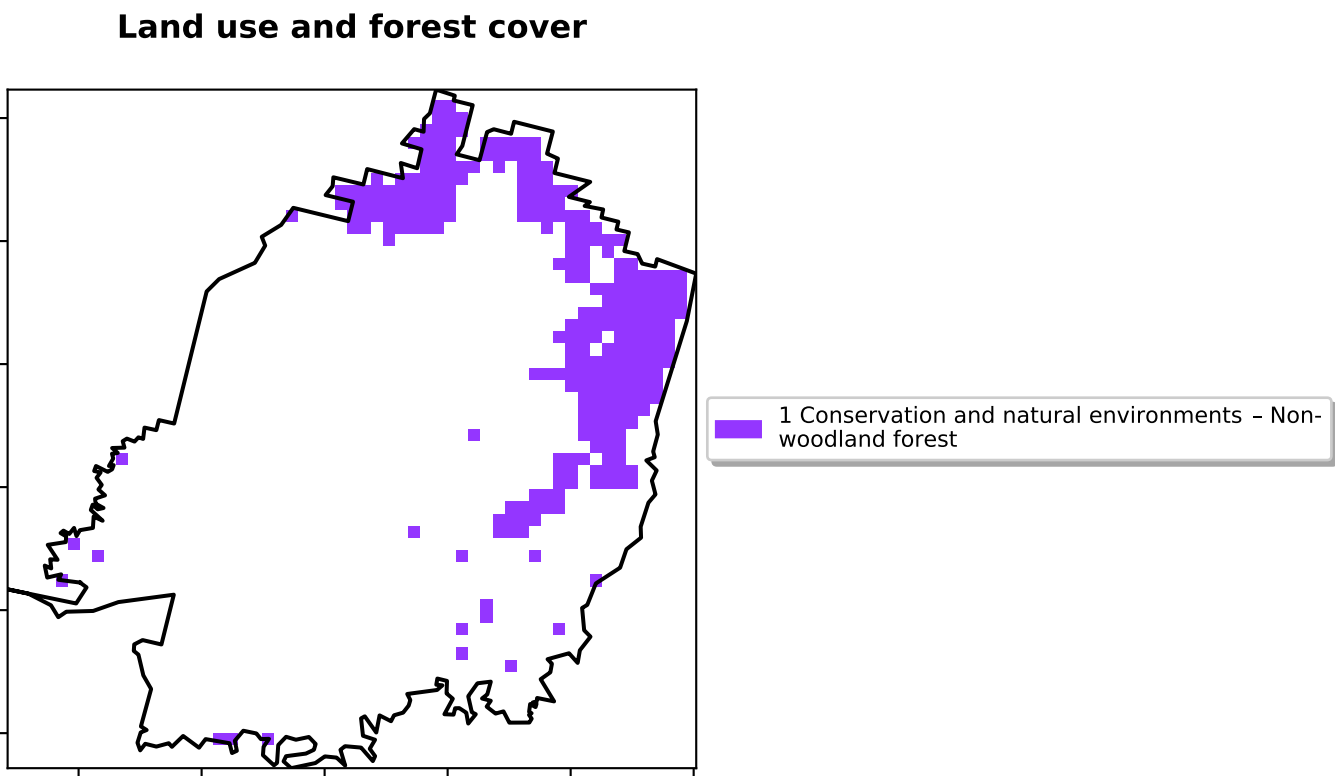 Land use and forest cover
1 Conservation and natural environments – Non-
woodland forest